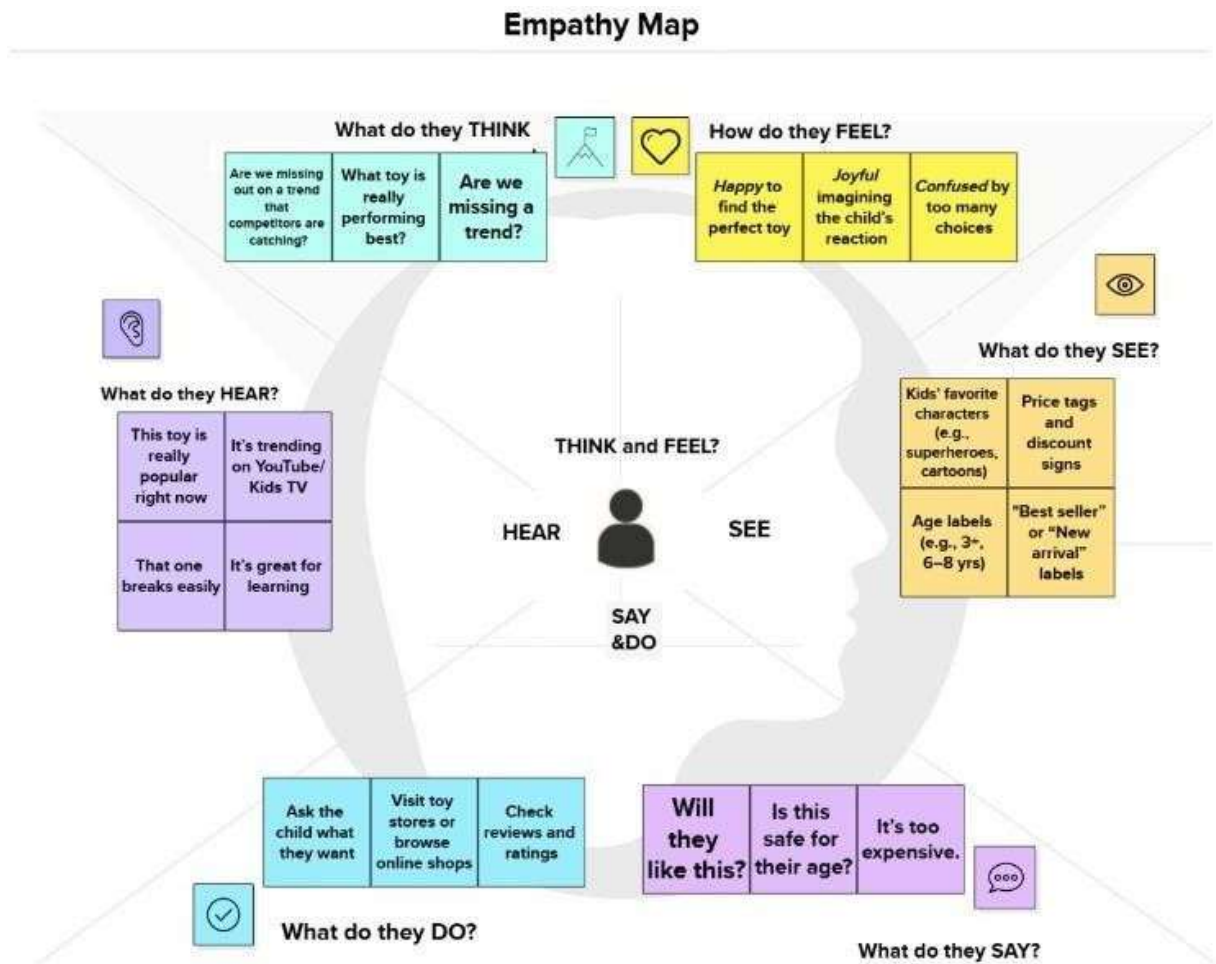 Empathy Map
What do they THINK
How do they FEEL?
Are we missing
out on a trend
that
competitors are
catching?
What toy is
really
performing
best?
Are we
missing a
trend?
Happy to
find the
perfect toy
Joyful
imagining
the child's
reaction
Confused by
too many
choices
What do they HEAR?
This toy is
really
popular
right now
It's trending
on YouTube/
Kids TV
That one
breaks easily
It's great for
learning
What do they SEE?
Kids' favorite
characters
(e.g.,
superheroes,
cartoons)
Price tags
and
discount
signs
Age labels
(e.g., 3+,
6–8 yrs)
"Best seller"
or “New
arrival”
labels
THINK and FEEL?
HEAR
SEE
SAY
&DO
Ask the
child what
they want
Visit toy
stores or
browse
online shops
Check
reviews and
ratings
What do they DO?
Will
they
like this?
Is this
safe for
their age?
It's too
expensive.
What do they SAY?